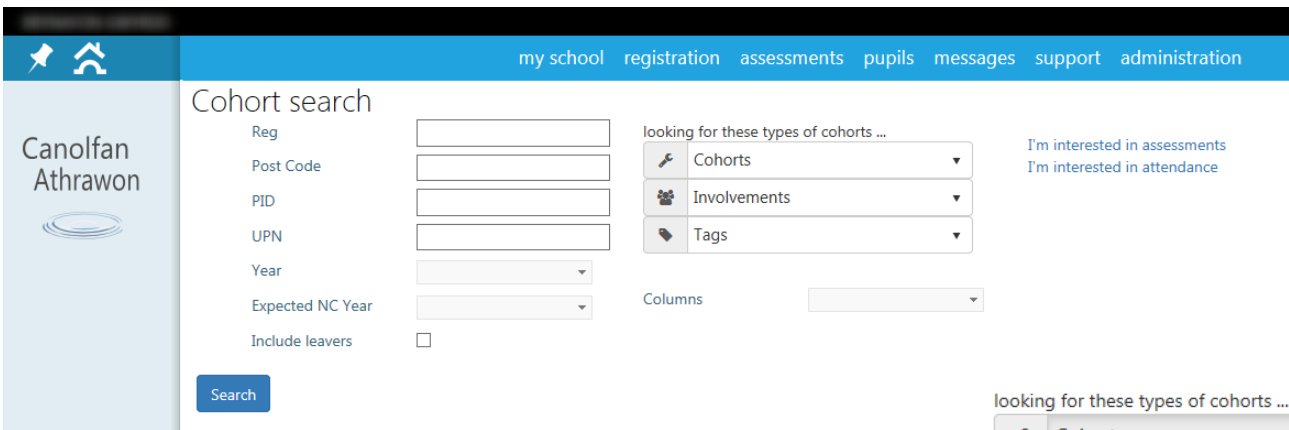 my school registration assessments pupils messages support administration
Canolfan
Athrawon
Cohort search
Reg
Post Code
PID
UPN
Year
Expected NC Year
Include leavers
Search
looking for these types of cohorts ...
Cohorts
Involvements
Tags
Columns
I'm interested in assessments
I'm interested in attendance
looking for these types of cohorts ...